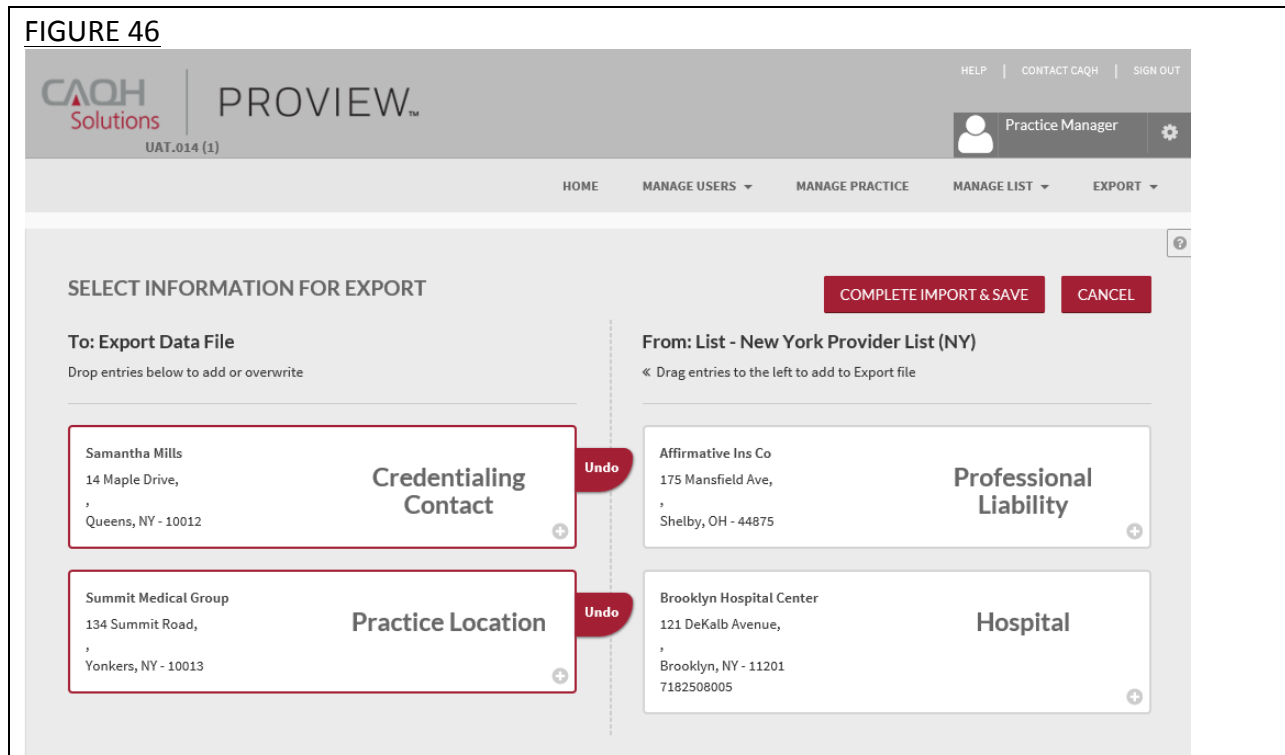 FIGURE 46
CAQH
Solutions
PROVIEW™
UAT.014 (1)
HELP | CONTACT CAQH | SIGN OUT
Practice Manager
HOME MANAGE USERS MANAGE PRACTICE MANAGE LIST EXPORT
SELECT INFORMATION FOR EXPORT
COMPLETE IMPORT & SAVE CANCEL
To: Export Data File
Drop entries below to add or overwrite
From: List - New York Provider List (NY)
« Drag entries to the left to add to Export file
Samantha Mills
14 Maple Drive,
,
Queens, NY - 10012
Credentialing
Contact
Undo
Affirmative Ins Co
175 Mansfield Ave,
,
Shelby, OH - 44875
Professional
Liability
Summit Medical Group
134 Summit Road,
,
Yonkers, NY - 10013
Practice Location
Undo
Brooklyn Hospital Center
121 DeKalb Avenue,
,
Brooklyn, NY - 11201
7182508005
Hospital